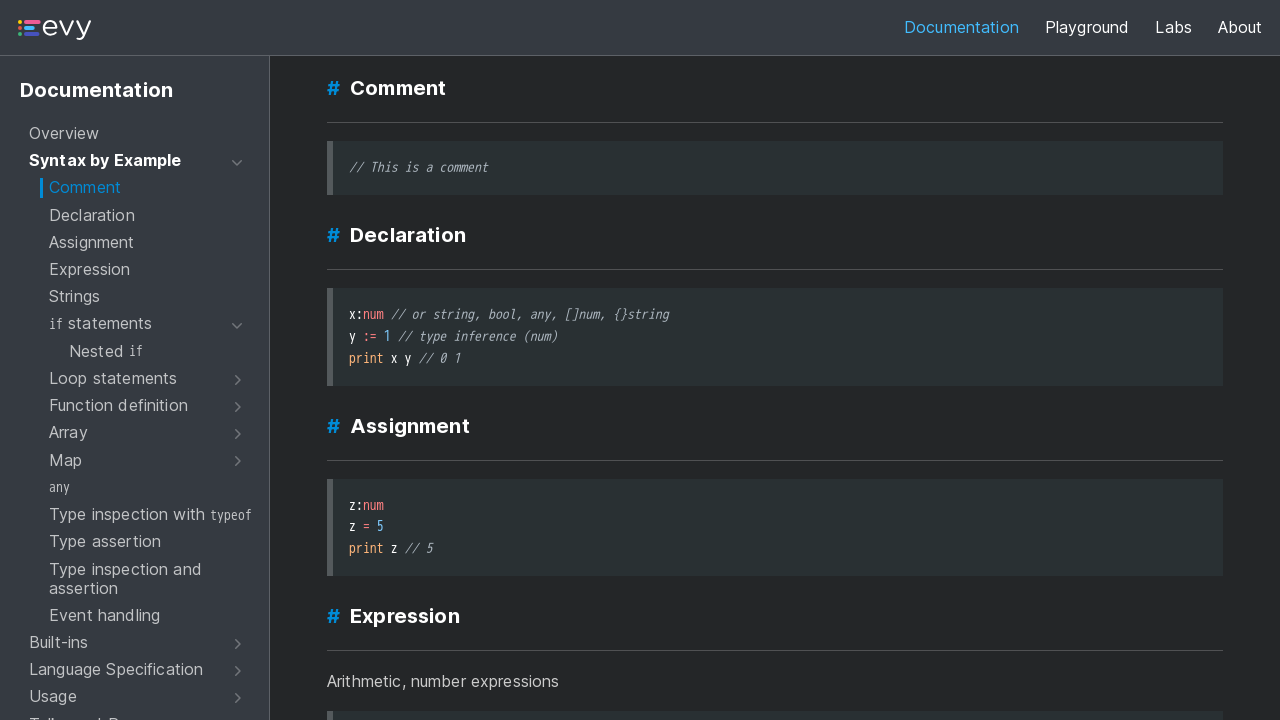 evy
Documentation
Playground
Labs
About
Documentation
Overview
Syntax by Example
Comment
Declaration
Assignment
Expression
Strings
if statements
Nested if
Loop statements
Function definition
Array
Map
any
Type inspection with typeof
Type assertion
Type inspection and
assertion
Event handling
Built-ins
Language Specification
Usage
# Comment
// This is a comment
# Declaration
x:num // or string, bool, any, []num, {}string
y := 1 // type inference (num)
print x y // 0 1
# Assignment
z:num
z = 5
print z // 5
# Expression
Arithmetic, number expressions